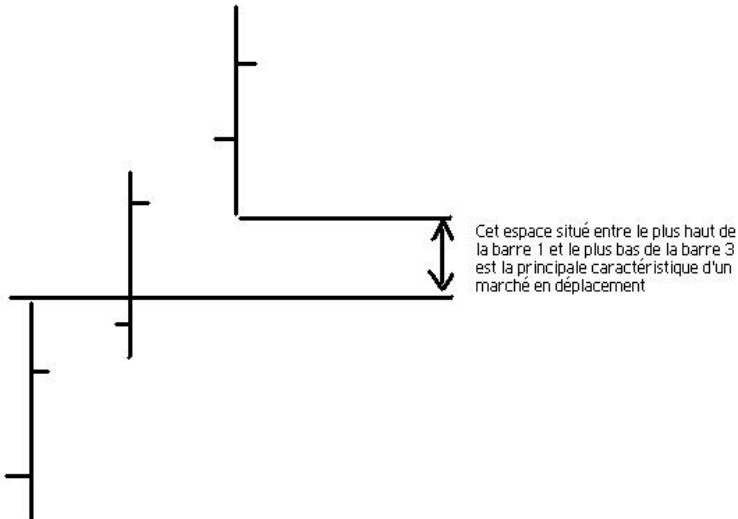 Cet espace situé entre le plus haut de
la barre 1 et le plus bas de la barre 3
est la principale caractéristique d'un
marché en déplacement